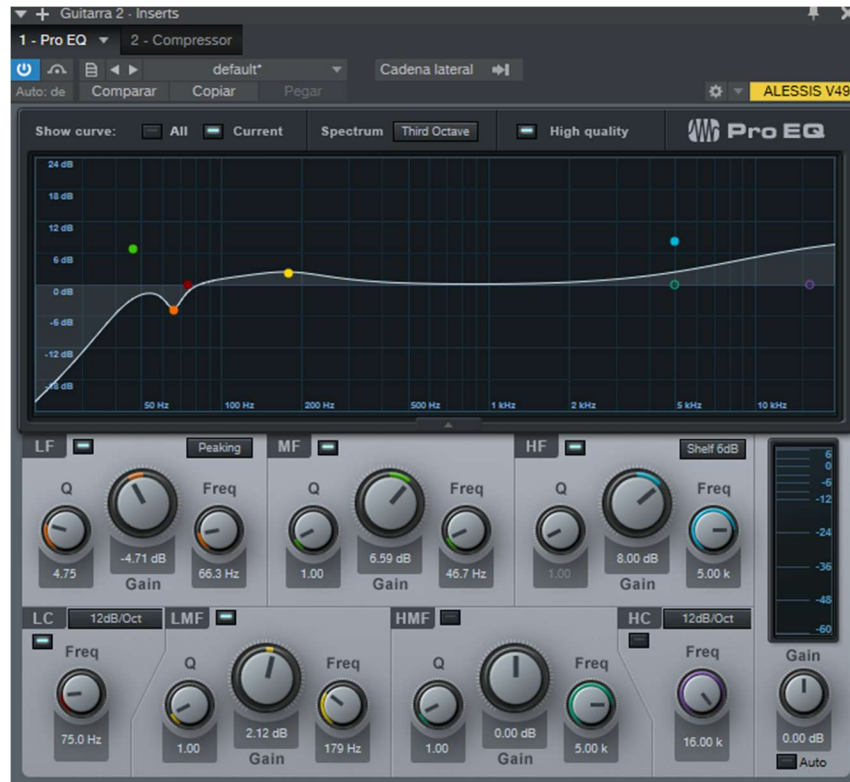 Guitarra 2 - Inserts
1 - Pro EQ 2 - Compressor
default* Cadena lateral
Auto: de Comparar Copiar Pegar ALESSIS V49
Show curve: All Current Spectrum Third Octave High quality Pro EQ
24 dB
18 dB
12 dB
6 dB
0 dB
-6 dB
-12 dB
-18 dB
50 Hz 100 Hz 200 Hz 500 Hz 1 kHz 2 kHz 5 kHz 10 kHz
LF Peaking MF HF Shelf 6dB
Q Freq Q Freq Q Freq
4.75 -4.71 dB 66.3 Hz 1.00 6.59 dB 46.7 Hz 1.00 8.00 dB 5.00 k
Gain Gain Gain
6
0
-6
-12
-24
-36
-48
-60
LC 12dB/Oct LMF HMF HC 12dB/Oct
Freq Q Freq Q Freq Freq Gain
75.0 Hz 1.00 2.12 dB 179 Hz 1.00 0.00 dB 5.00 k 16.00 k 0.00 dB
Gain Gain Auto